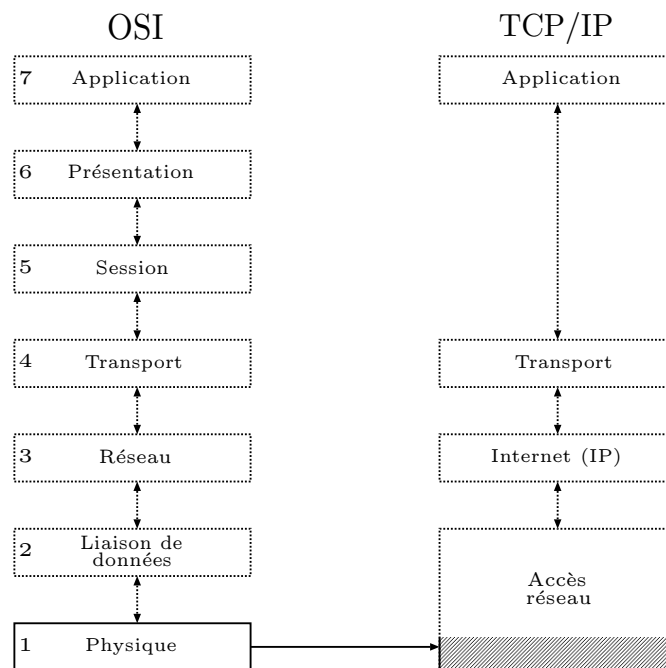 OSI
TCP/IP
7 Application
Application
6 Présentation
5 Session
4 Transport
Transport
3 Réseau
Internet (IP)
2 Liaison de
données
Accès
réseau
1 Physique